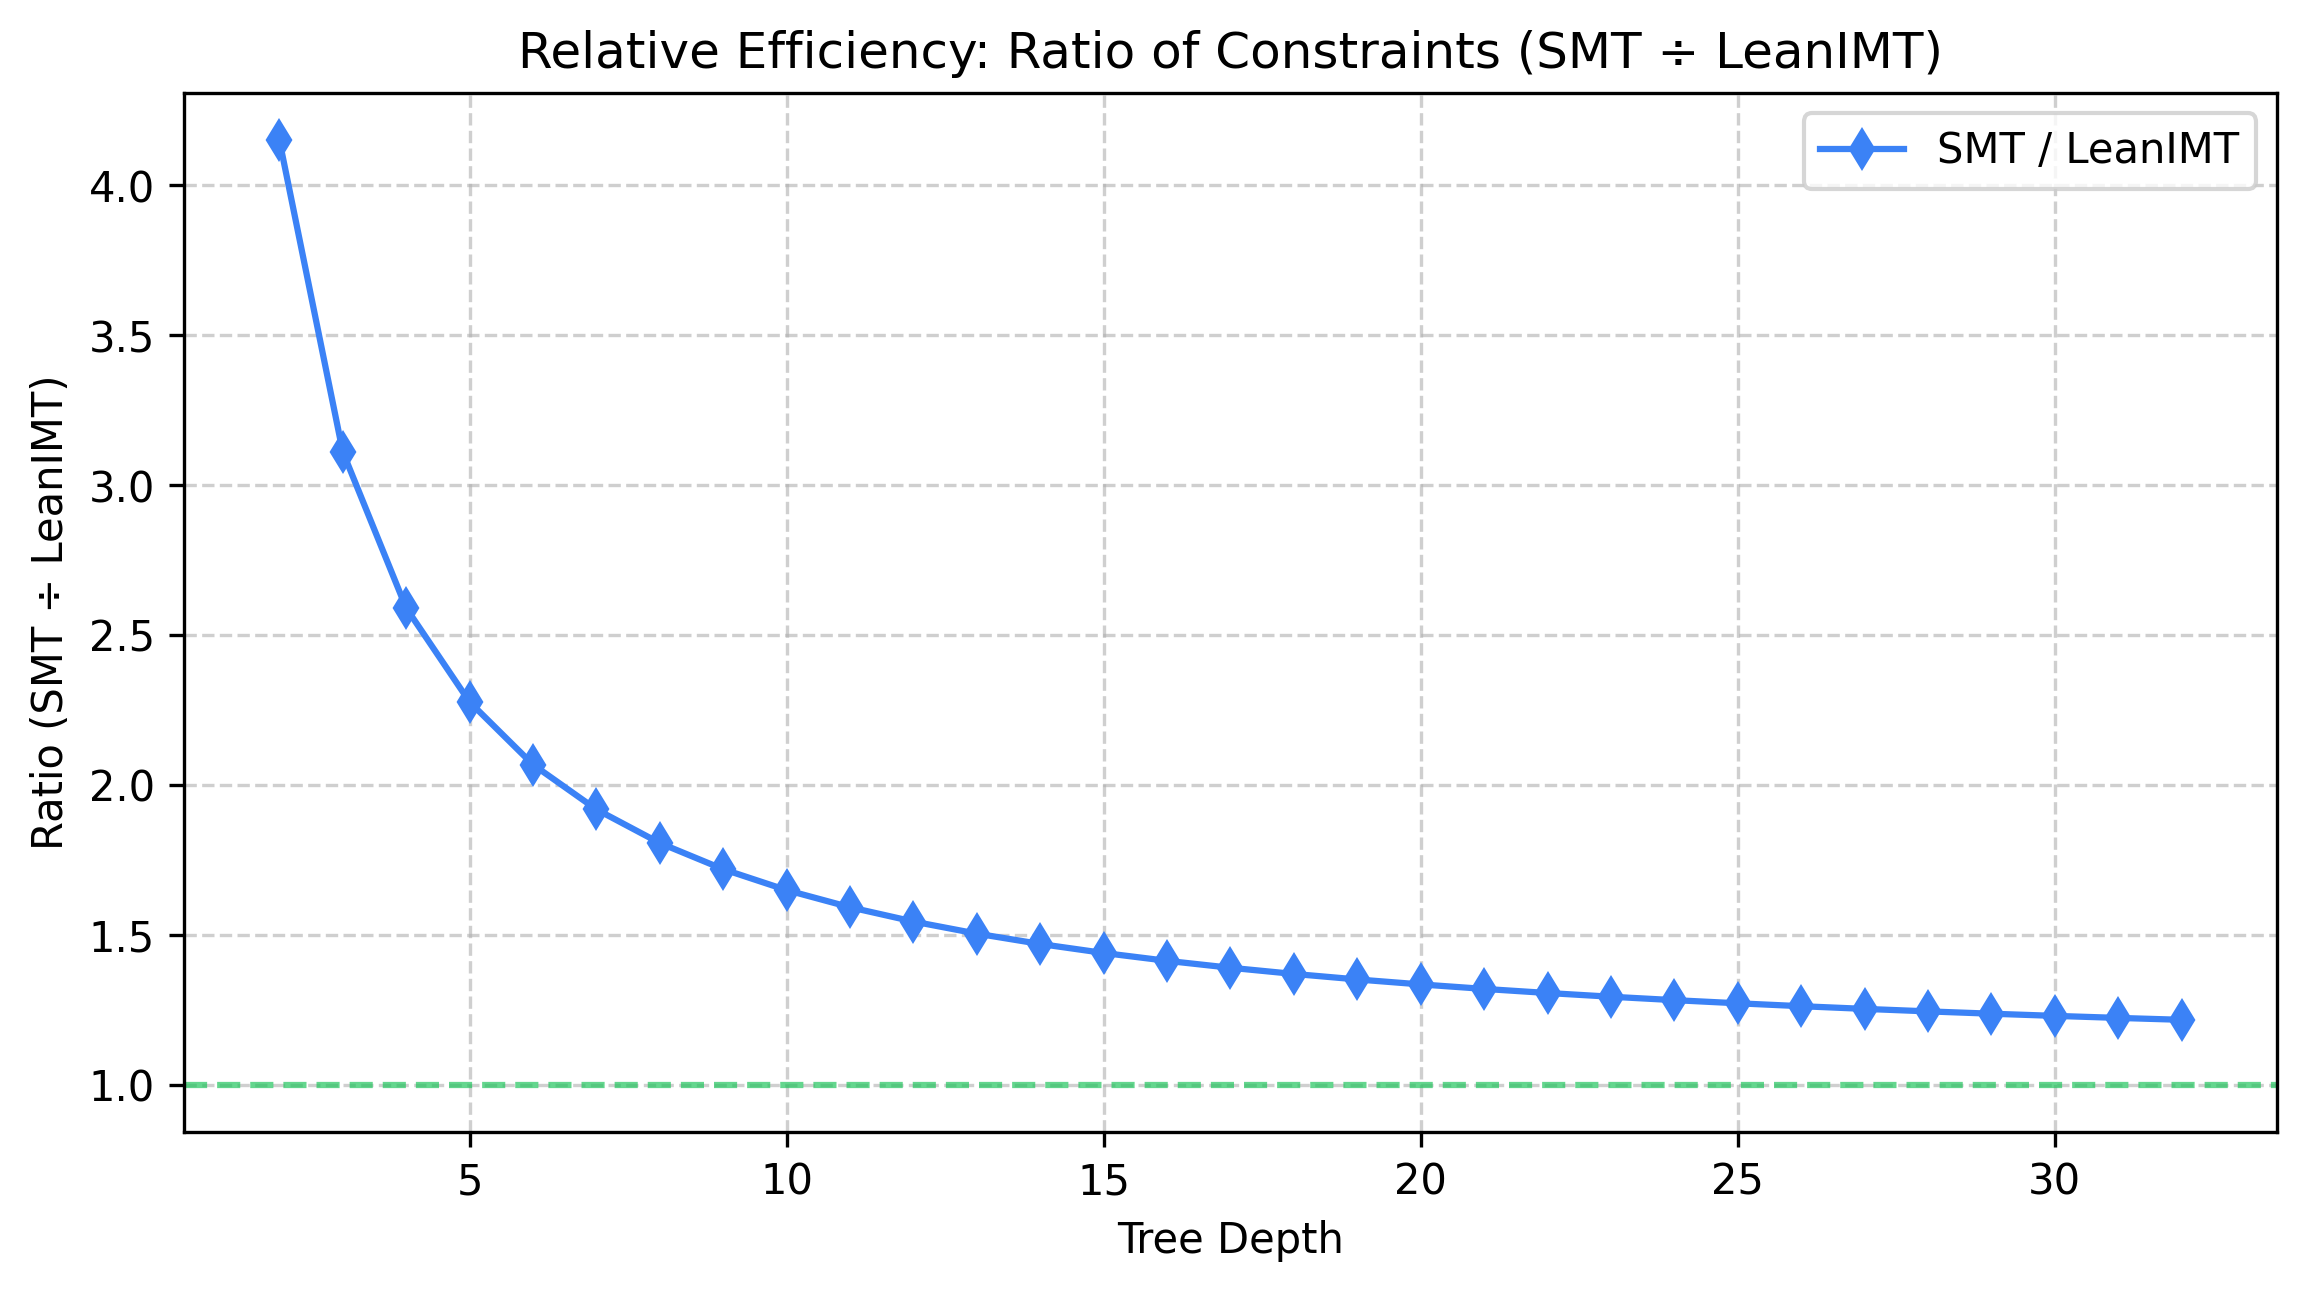 Relative Efficiency: Ratio of Constraints (SMT ÷ LeanIMT)
SMT / LeanIMT
Ratio (SMT ÷ LeanIMT)
4.0
3.5
3.0
2.5
2.0
1.5
1.0
5 10 15 20 25 30
Tree Depth